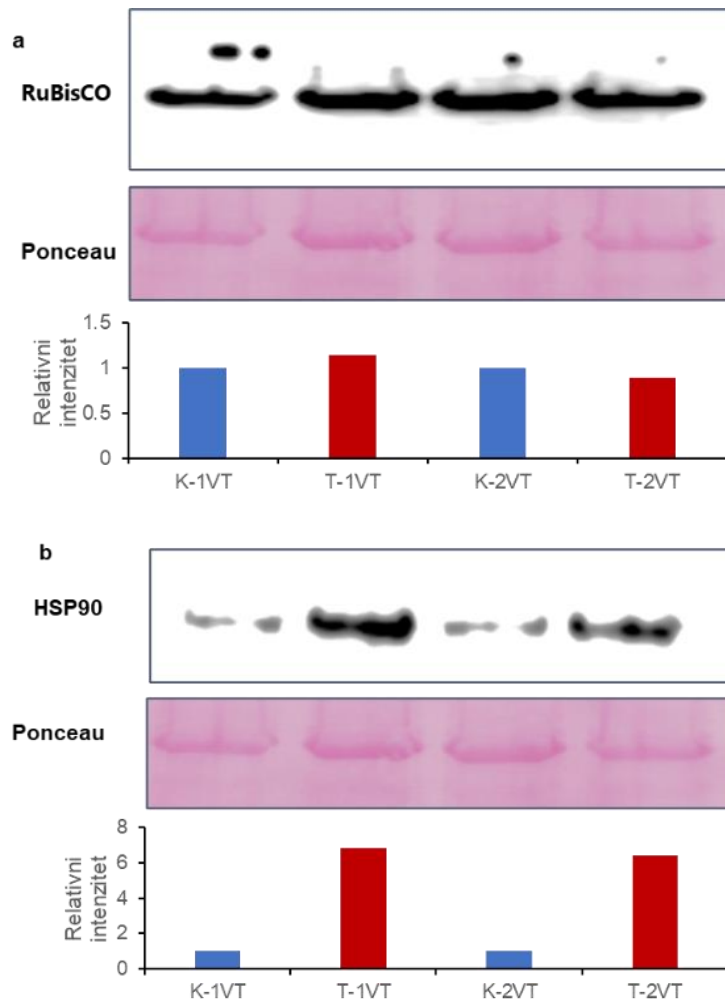 a
RuBisCO
Ponceau
Relativni
intenzitet
1.5
1
0.5
0
K-1VT T-1VT K-2VT T-2VT
b
HSP90
Ponceau
Relativni
intenzitet
8
6
4
2
0
K-1VT T-1VT K-2VT T-2VT